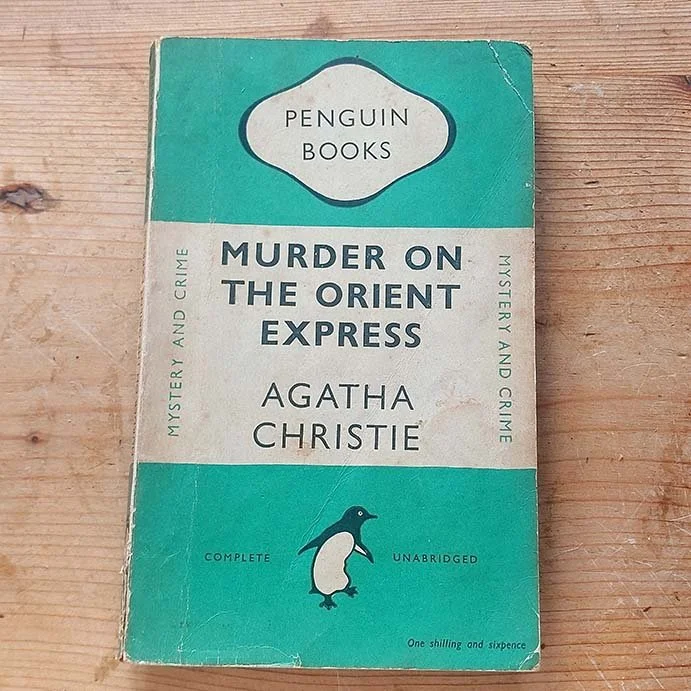 PENGUIN
BOOKS
MYSTERY AND CRIME
MURDER ON
THE ORIENT
EXPRESS
AGATHA
CHRISTIE
MYSTERY AND CRIME
COMPLETE UNABRIDGED
One shilling and sixpence